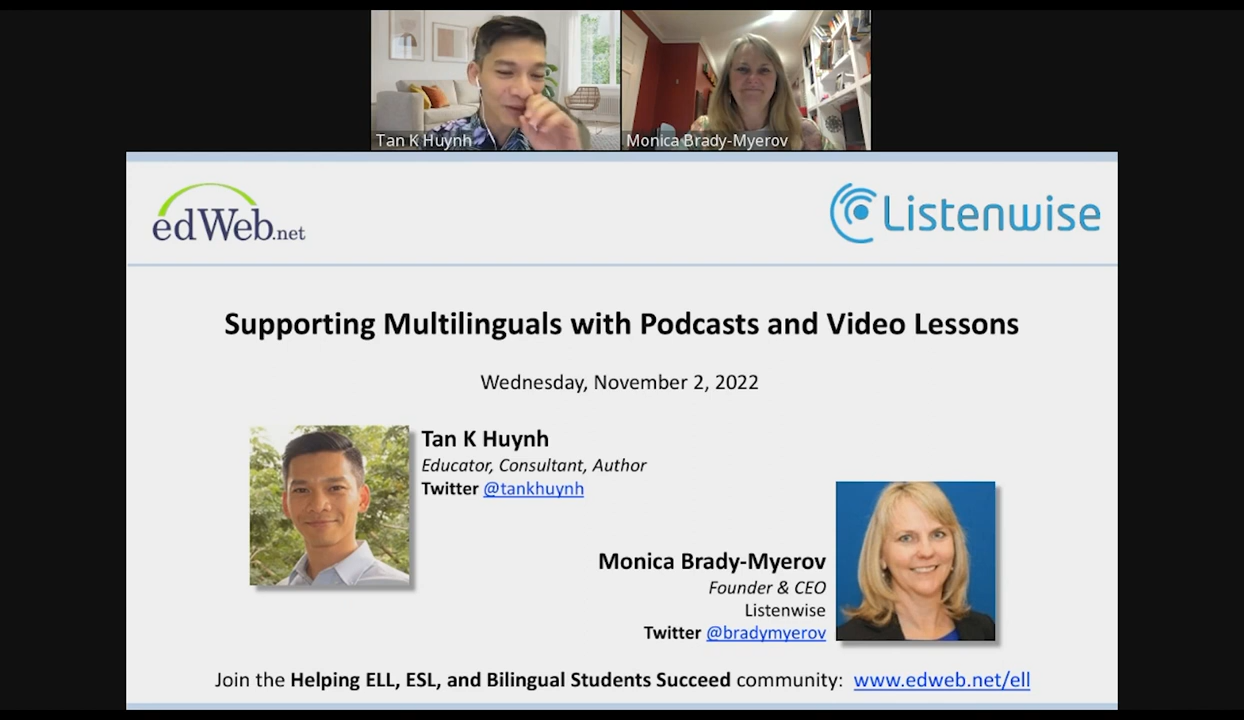 Tan K Huynh
Monica Brady-Myerov
edWeb.net
Listenwise
Supporting Multilinguals with Podcasts and Video Lessons
Wednesday, November 2, 2022
Tan K Huynh
Educator, Consultant, Author
Twitter @tankhuynh
Monica Brady-Myerov
Founder & CEO
Listenwise
Twitter @bradymyerov
Join the Helping ELL, ESL, and Bilingual Students Succeed community: www.edweb.net/ell